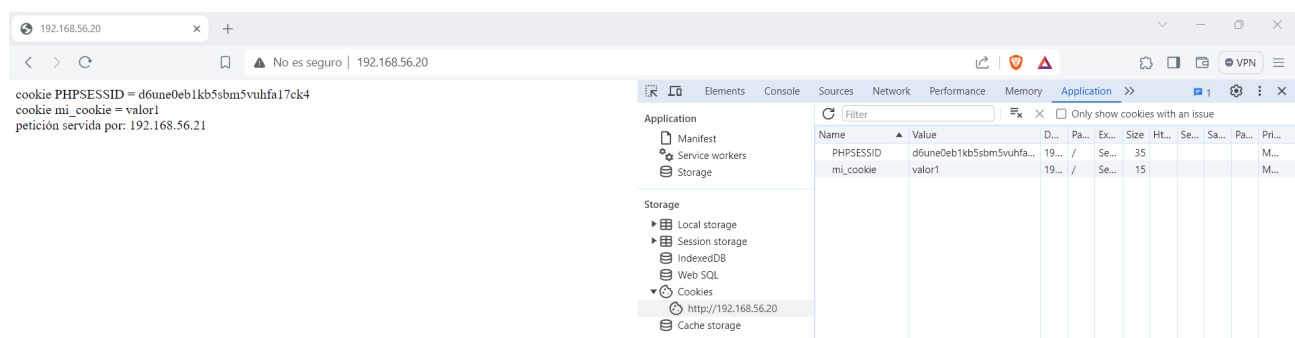 192.168.56.20
No es seguro 192.168.56.20
VPN
cookie PHPSESSID = d6une0eb1kb5sbm5vuhfa17ck4
cookie mi_cookie = valor1
petición servida por: 192.168.56.21
Elements Console Sources Network Performance Memory Application 1
Application
Manifest
Service workers
Storage
Storage
Local storage
Session storage
IndexedDB
Web SQL
Cookies
http://192.168.56.20
Cache storage
Filter Only show cookies with an issue
Name Value D... Pa... Ex... Size Ht... Se... Sa... Pa... Pri...
PHPSESSID d6une0eb1kb5sbm5vuhfa... 19... / Se... 35 M...
mi_cookie valor1 19... / Se... 15 M...